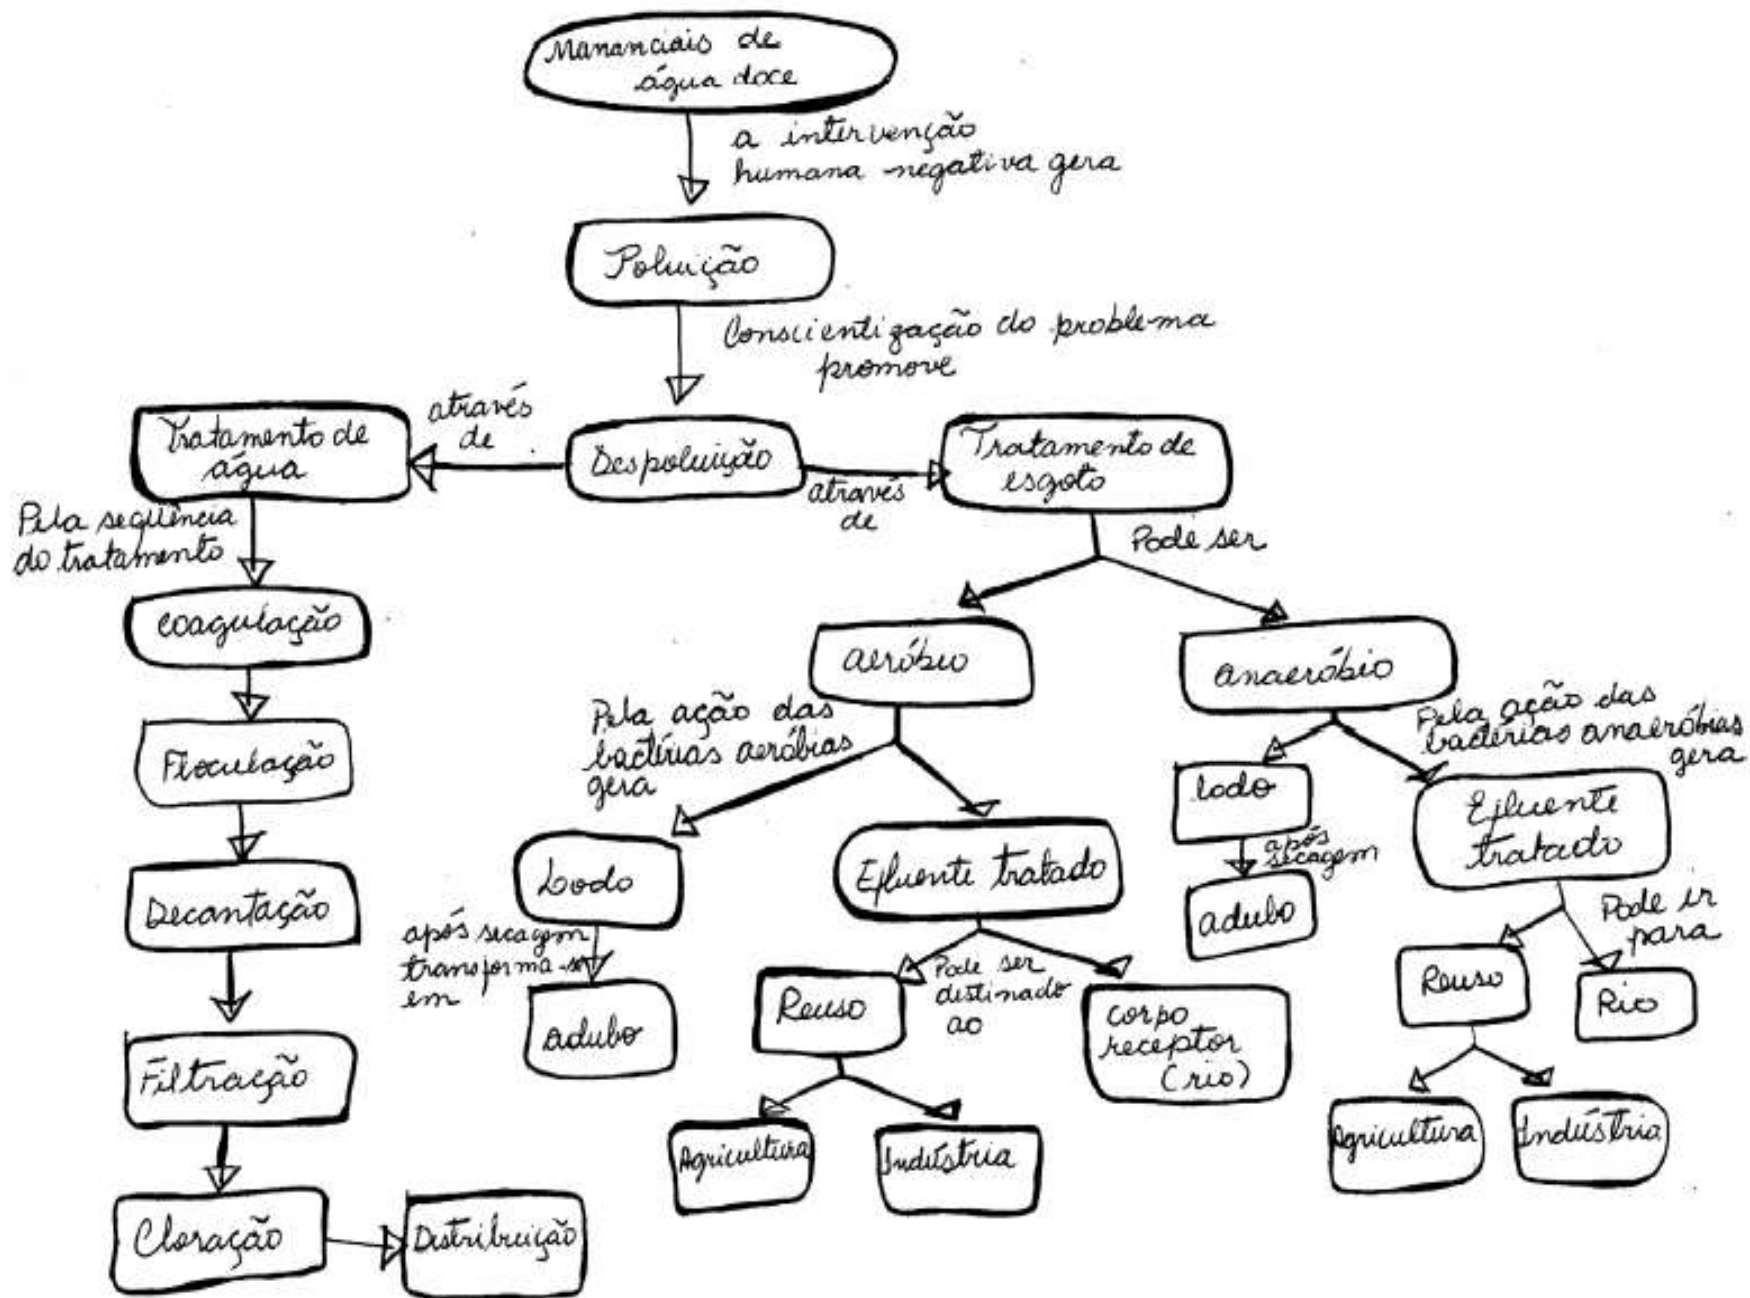 Mananciais de
água doce
a intervenção
humana negativa gera
Poluição
Conscientização do problema
promove
Despoluição
através
de
Tratamento de
água
através
de
Tratamento de
esgoto
Pela seqüência
do tratamento
Coagulação
Floculação
Decantação
Filtração
Cloração
Distribuição
Pode ser
aeróbio
anaeróbio
Pela ação das
bactérias aeróbias
gera
Lodo
Efluente tratado
após secagem
transforma-se
em
adubo
Pode ser
destinado
ao
Reuso
corpo
receptor
(rio)
Agricultura
Indústria
Pela ação das
bactérias anaeróbias
gera
lodo
Efluente
tratado
após
secagem
adubo
Pode ir
para
Reuso
Rio
Agricultura
Indústria